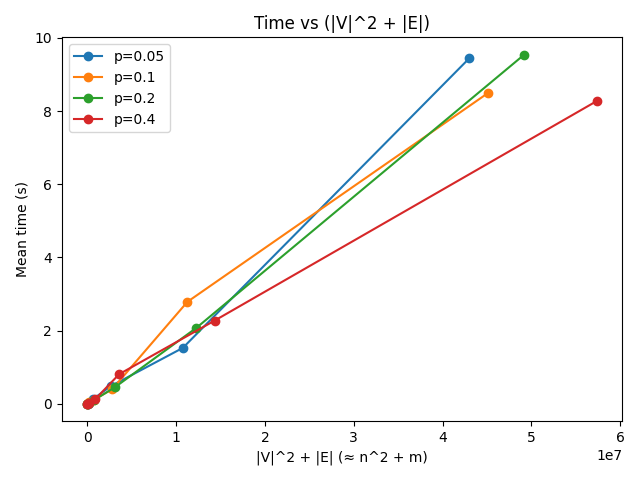 Time vs (|V|^2 + |E|)
p=0.05
p=0.1
p=0.2
p=0.4
Mean time (s)
10
8
6
4
2
0
0 1 2 3 4 5 6
1e7
|V|^2 + |E| (≈ n^2 + m)